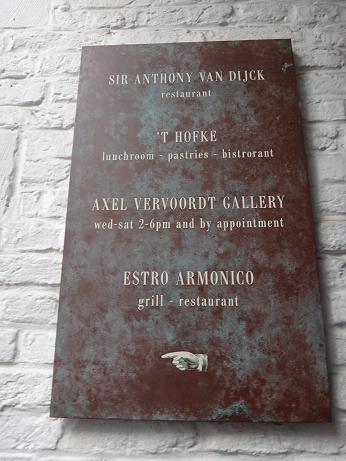 SIR ANTHONY VAN DIJCK
restaurant
'T HOFKE
lunchroom - pastries - bistrorant
AXEL VERVOORDT GALLERY
wed-sat 2-6pm and by appointment
ESTRO ARMONICO
grill - restaurant